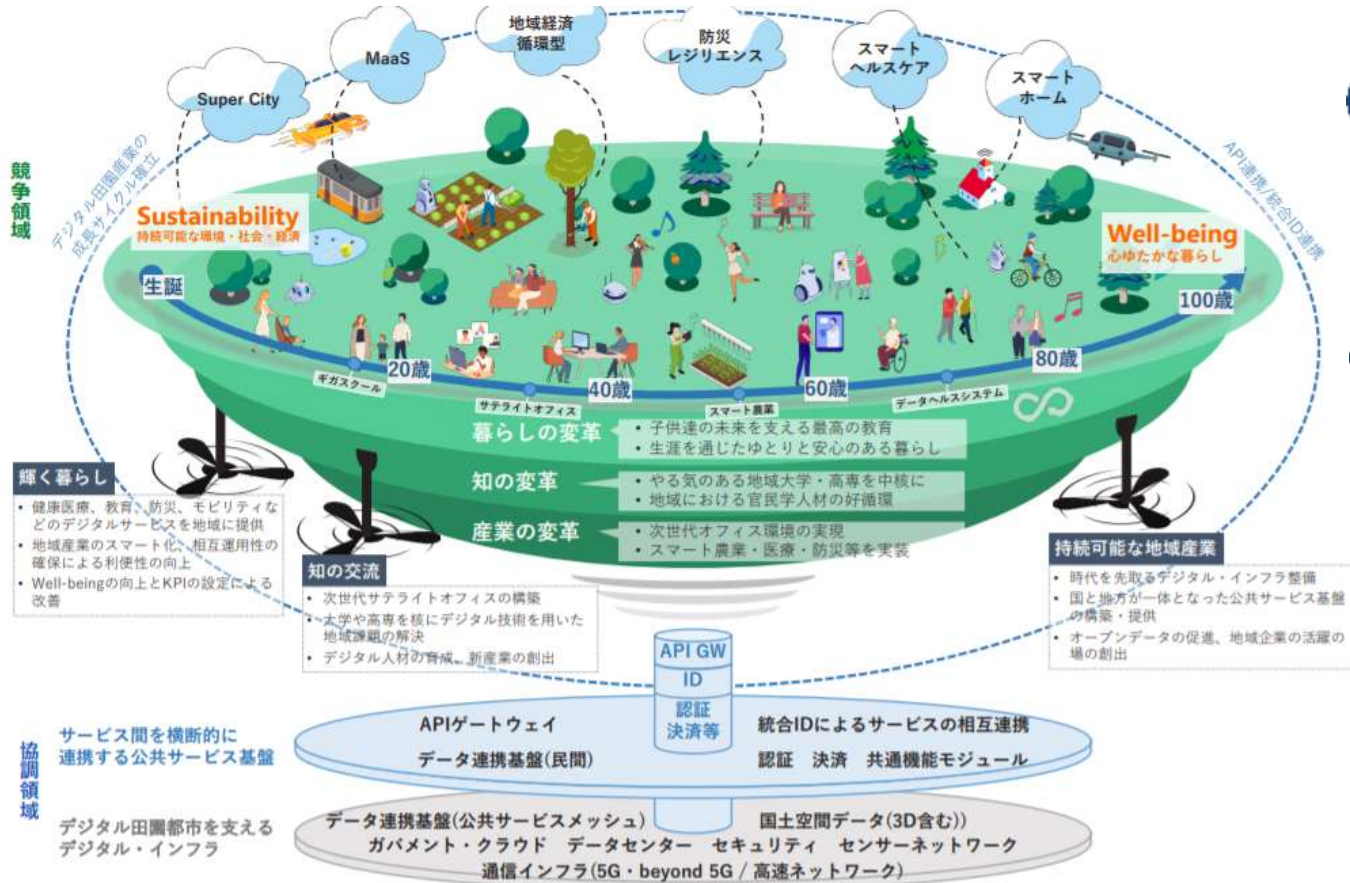 地域経済
循環型
防災
レジリエンス
スマート
ヘルスケア
MaaS
スマート
ホーム
Super City
競争領域
デジタル田園産業の
成長サイクル確立
API連携/統合ID連携
Sustainability
持続可能な環境・社会・経済
Well-being
心ゆたかな暮らし
生誕
20歳
40歳
60歳
80歳
100歳
ギガスクール
サテライトオフィス
スマート農業
データヘルスシステム
暮らしの変革
• 子供達の未来を支える最高の教育
• 生涯を通じたゆとりと安心のある暮らし
知の変革
• やる気のある地域大学・高専を中核に
• 地域における官民学人材の好循環
産業の変革
• 次世代オフィス環境の実現
• スマート農業・医療・防災等を実装
輝く暮らし
• 健康医療、教育、防災、モビリティな
どのデジタルサービスを地域に提供
• 地域産業のスマート化、相互運用性の
確保による利便性の向上
• Well-beingの向上とKPIの設定による
改善
知の交流
• 次世代サテライトオフィスの構築
• 大学や高専を核にデジタル技術を用いた
地域課題の解決
• デジタル人材の育成、新産業の創出
持続可能な地域産業
• 時代を先取るデジタル・インフラ整備
• 国と地方が一体となった公共サービス基盤
の構築・提供
• オープンデータの促進、地域企業の活躍の
場の創出
API GW
ID
認証
決済等
協調領域
サービス間を横断的に
連携する公共サービス基盤
APIゲートウェイ
統合IDによるサービスの相互連携
データ連携基盤(民間)
認証 決済 共通機能モジュール
デジタル田園都市を支える
デジタル・インフラ
データ連携基盤(公共サービスメッシュ)
国土空間データ(3D含む))
ガバメント・クラウド データセンター セキュリティ センサーネットワーク
通信インフラ(5G・beyond 5G / 高速ネットワーク)